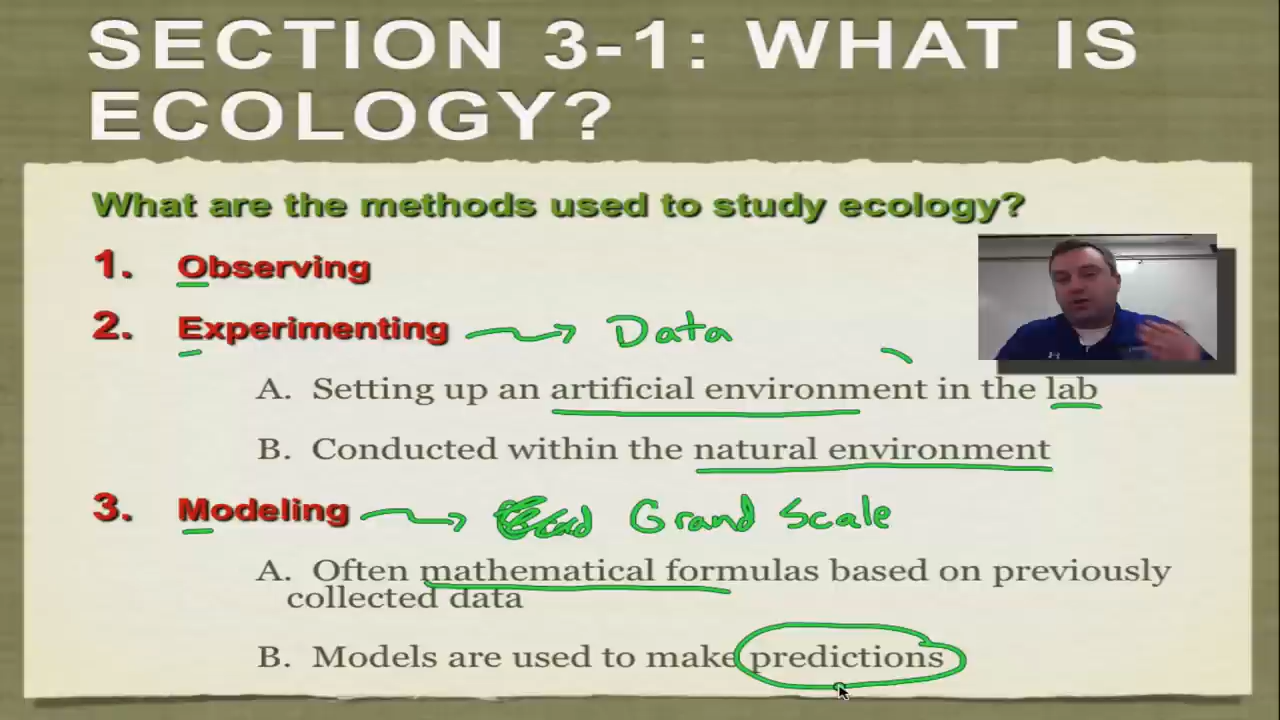 SECTION 3-1: WHAT IS
ECOLOGY?
What are the methods used to study ecology?
1. Observing
2. Experimenting Data
A. Setting up an artificial environment in the lab
B. Conducted within the natural environment
3. Modeling Grand Scale
A. Often mathematical formulas based on previously
collected data
B. Models are used to make predictions